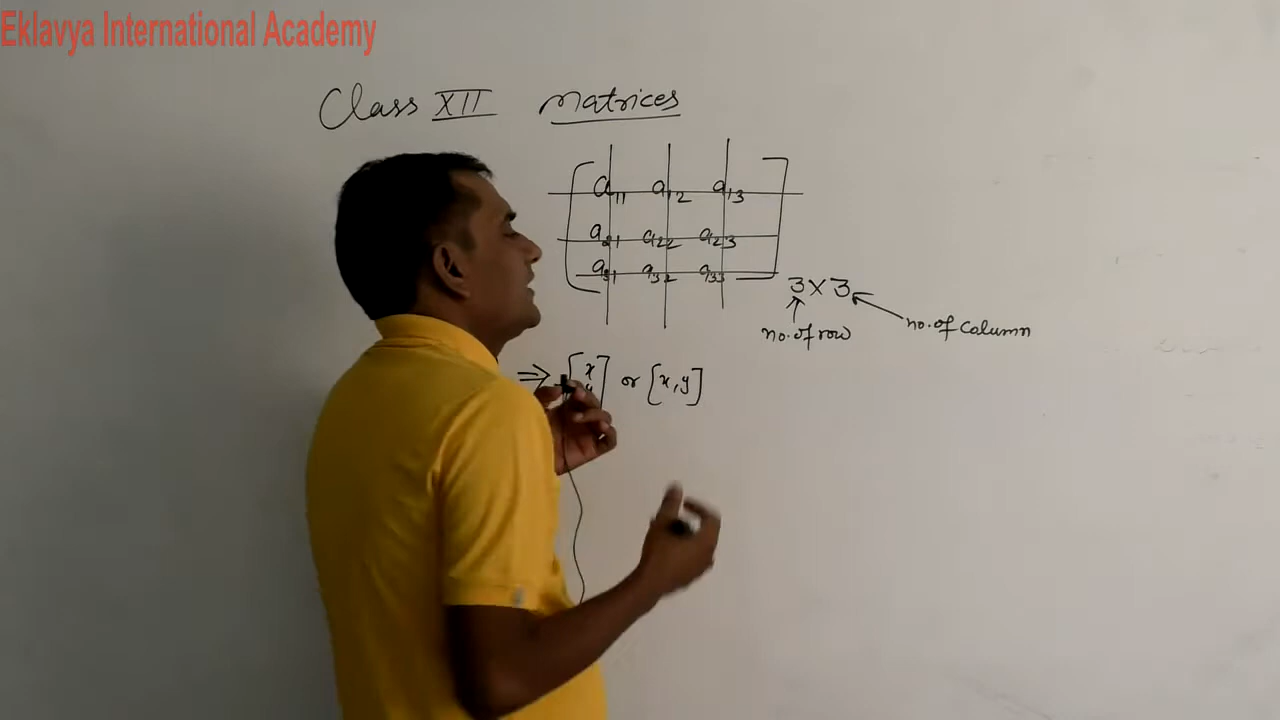 Eklavya International Academy
Class XII Matrices
a11 a12 a13
a21 a22 a23
a31 a32 a33
3×3
no. of row
no. of Column
⇒ [x y] or [x, y]